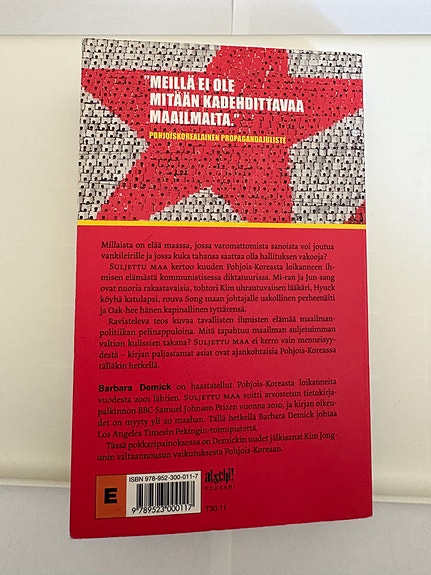 "MEILLÄ EI OLE
MITÄÄN KADEHDITTAVAA
MAAILMALTA."
POHJOISKOREALAINEN PROPAGANDAJULISTE
Millaista on elää maassa, jossa varomattomista sanoista voi joutua
vankileirille ja jossa kuka tahansa saattaa olla hallituksen vakooja?
SULJETTU MAA kertoo kuuden Pohjois-Koreasta loikanneen ih-
misen elämästä kommunistisessa diktatuurissa. Mi-ran ja Jun-sang
ovat nuoria rakastavaisia, tohtori Kim uhrautuvainen lääkäri, Hyuck
köyhä katulapsi, rouva Song maan johtajalle uskollinen perheenäiti
ja Oak-hee hänen kapinallinen tyttärensä.
Ravisteleva teos kuvaa tavallisten ihmisten elämää maailman-
politiikan pelinappuloina. Mitä tapahtuu maailman suljetuimman
valtion kulissien takana? SULJETTU MAA ei kerro vain menneisyy-
destä – kirjan paljastamat asiat ovat ajankohtaisia Pohjois-Koreassa
tälläkin hetkellä.
Barbara Demick on haastatellut Pohjois-Koreasta loikanneita
vuodesta 2001 lähtien. SULJETTU MAA voitti arvostetun tietokirja-
palkinnon BBC Samuel Johnson Prizen vuonna 2010, ja kirjan oikeu-
det on myyty yli 20 maahan. Tällä hetkellä Barbara Demick johtaa
Los Angeles Timesin Pekingin-toimipistettä.
Tässä pokkaripainoksessa on Demickin uudet jälkisanat Kim Jong-
unin valtaannousun vaikutuksesta Pohjois-Koreaan.
E
ISBN 978-952-300-011-7
9789523000117
atschi!
POKKARI
T30.11